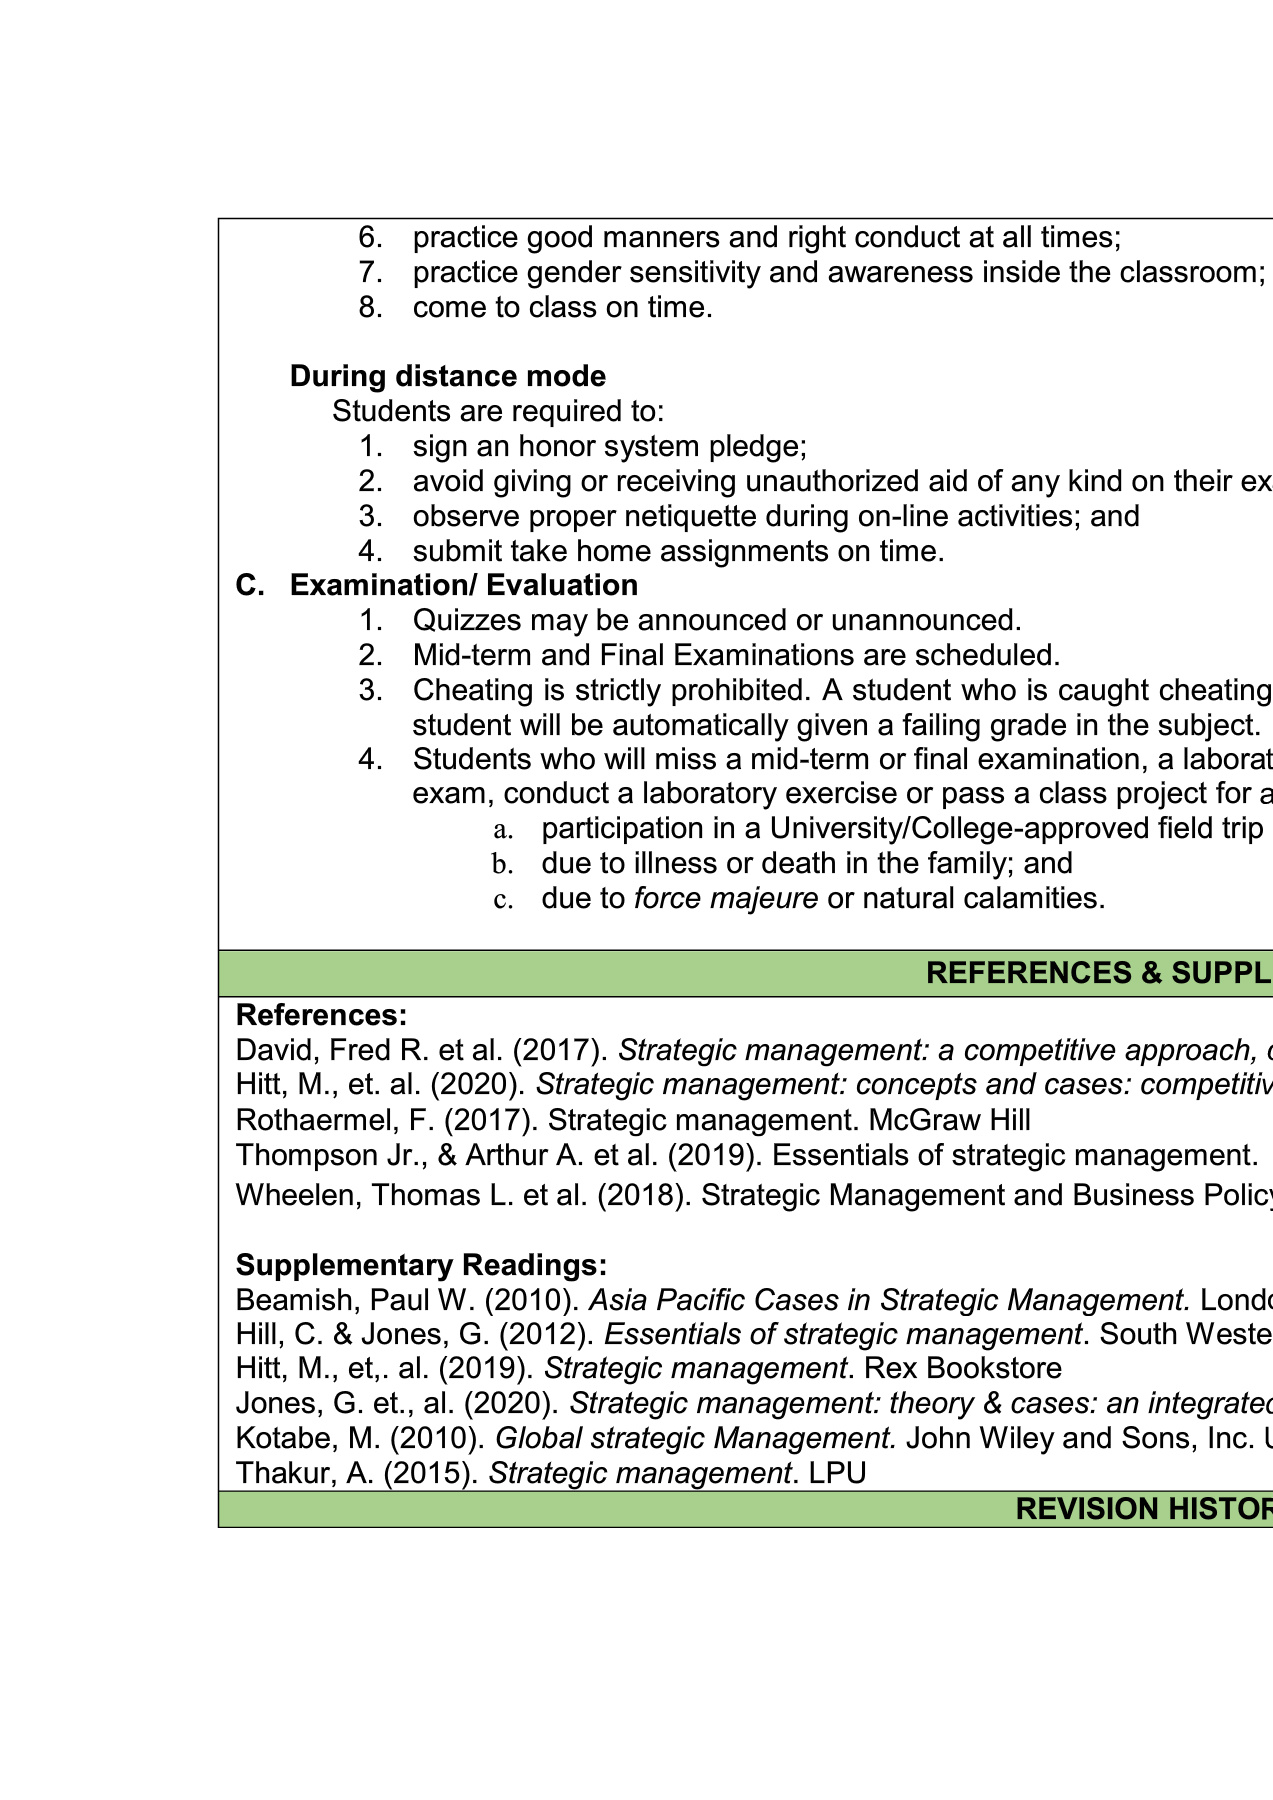 6. practice good manners and right conduct at all times;
7. practice gender sensitivity and awareness inside the classroom;
8. come to class on time.
During distance mode
Students are required to:
1. sign an honor system pledge;
2. avoid giving or receiving unauthorized aid of any kind on their ex
3. observe proper netiquette during on-line activities; and
4. submit take home assignments on time.
C. Examination/ Evaluation
1. Quizzes may be announced or unannounced.
2. Mid-term and Final Examinations are scheduled.
3. Cheating is strictly prohibited. A student who is caught cheating
student will be automatically given a failing grade in the subject.
4. Students who will miss a mid-term or final examination, a laborat
exam, conduct a laboratory exercise or pass a class project for a
a. participation in a University/College-approved field trip
b. due to illness or death in the family; and
c. due to force majeure or natural calamities.
REFERENCES & SUPPL
References:
David, Fred R. et al. (2017). Strategic management: a competitive approach,
Hitt, M., et. al. (2020). Strategic management: concepts and cases: competitiv
Rothaermel, F. (2017). Strategic management. McGraw Hill
Thompson Jr., & Arthur A. et al. (2019). Essentials of strategic management.
Wheelen, Thomas L. et al. (2018). Strategic Management and Business Policy
Supplementary Readings:
Beamish, Paul W. (2010). Asia Pacific Cases in Strategic Management. Londo
Hill, C. & Jones, G. (2012). Essentials of strategic management. South Weste
Hitt, M., et,. al. (2019). Strategic management. Rex Bookstore
Jones, G. et., al. (2020). Strategic management: theory & cases: an integrated
Kotabe, M. (2010). Global strategic Management. John Wiley and Sons, Inc. U
Thakur, A. (2015). Strategic management. LPU
REVISION HISTOR